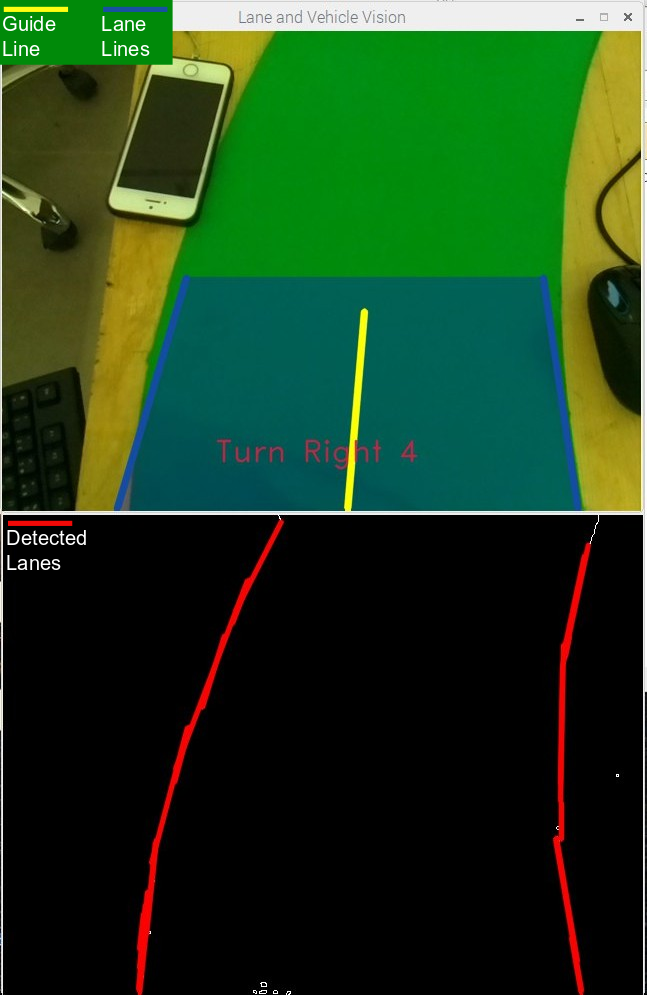 Lane and Vehicle Vision
Guide
Line
Lane
Lines
Turn Right 4
Detected
Lanes